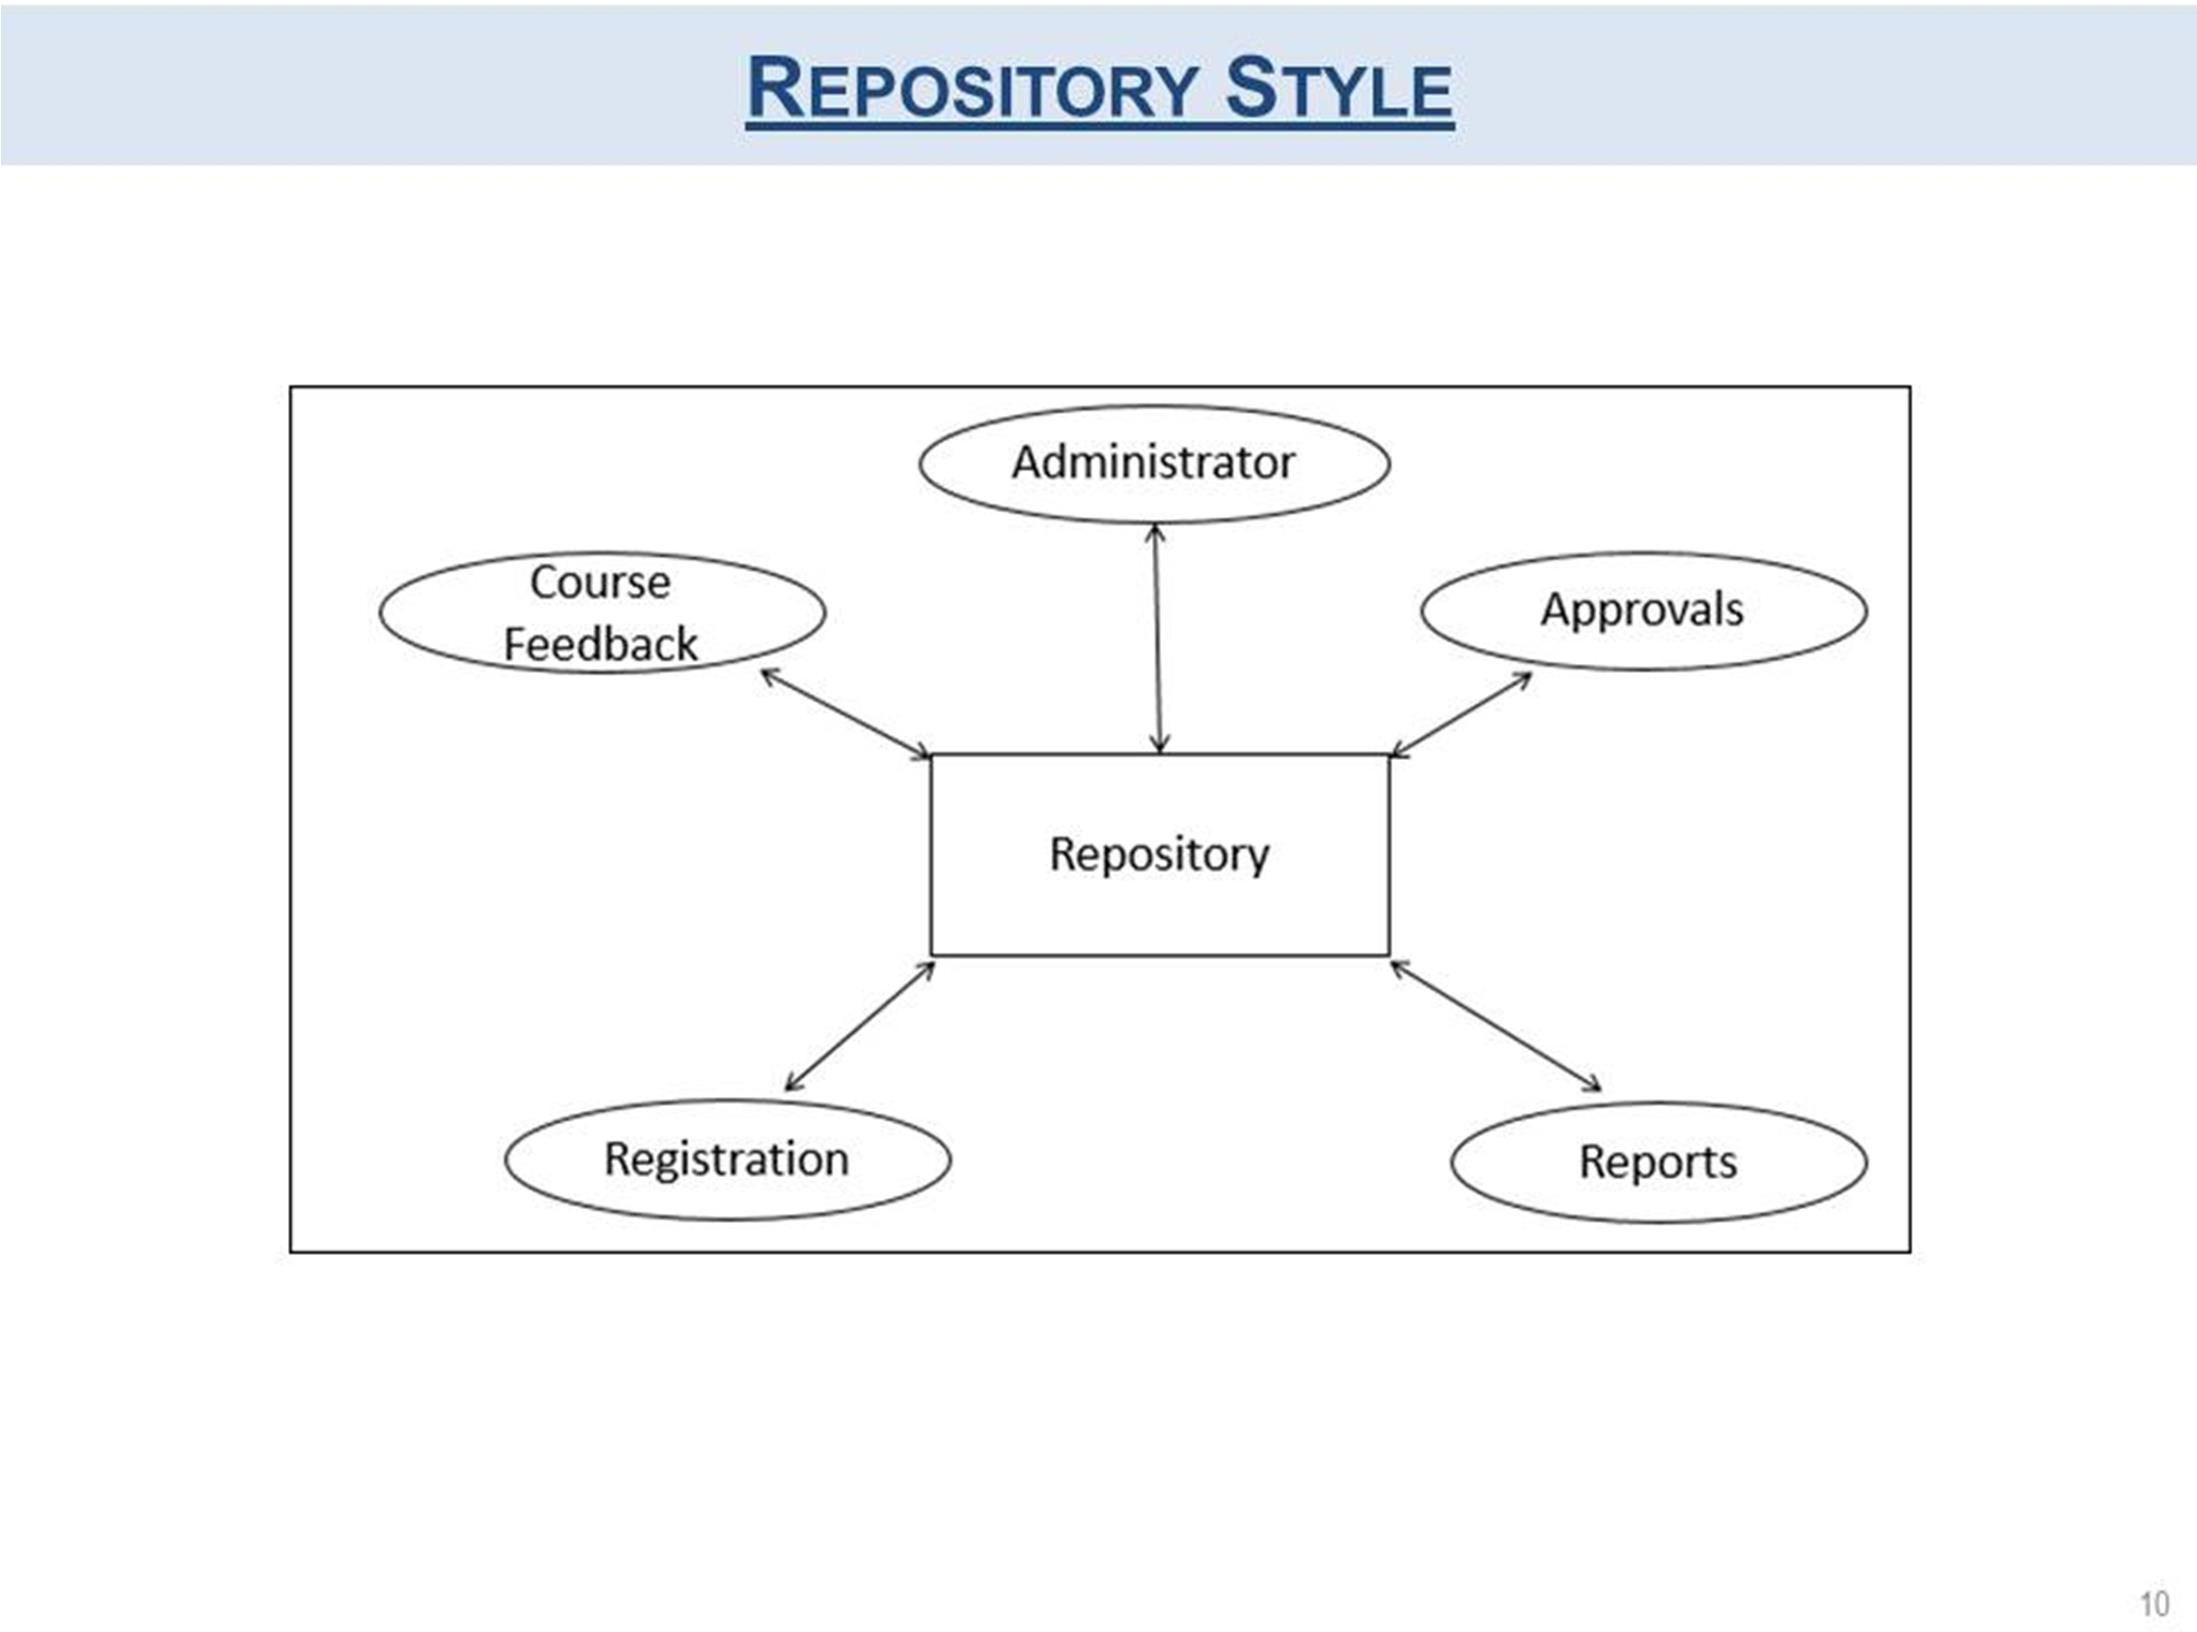 REPOSITORY STYLE
Administrator
Course
Feedback
Approvals
Repository
Registration
Reports
10